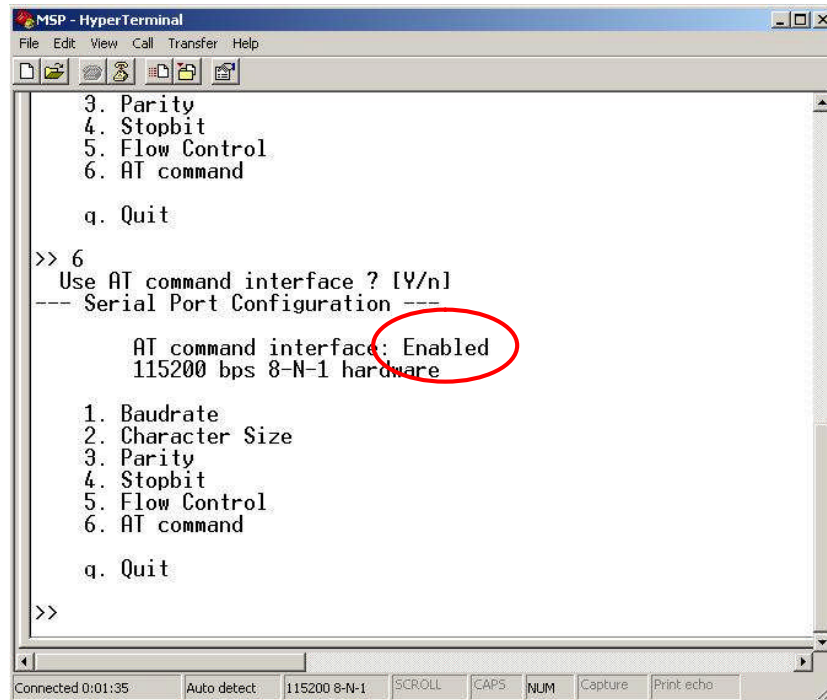 MSP - HyperTerminal
File Edit View Call Transfer Help
3. Parity
4. Stopbit
5. Flow Control
6. AT command
q. Quit
>> 6
Use AT command interface ? [Y/n]
--- Serial Port Configuration ---
AT command interface: Enabled
115200 bps 8-N-1 hardware
1. Baudrate
2. Character Size
3. Parity
4. Stopbit
5. Flow Control
6. AT command
q. Quit
>>
Connected 0:01:35 Auto detect 115200 8-N-1 SCROLL CAPS NUM Capture Print echo